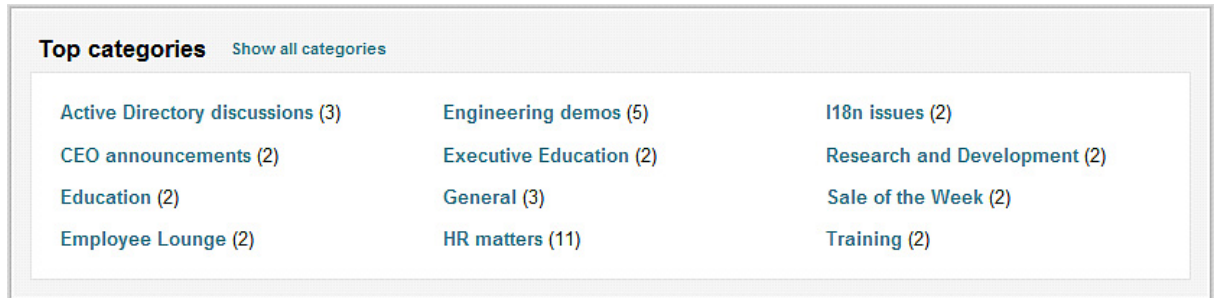 Top categories Show all categories
Active Directory discussions (3) Engineering demos (5) I18n issues (2)
CEO announcements (2) Executive Education (2) Research and Development (2)
Education (2) General (3) Sale of the Week (2)
Employee Lounge (2) HR matters (11) Training (2)